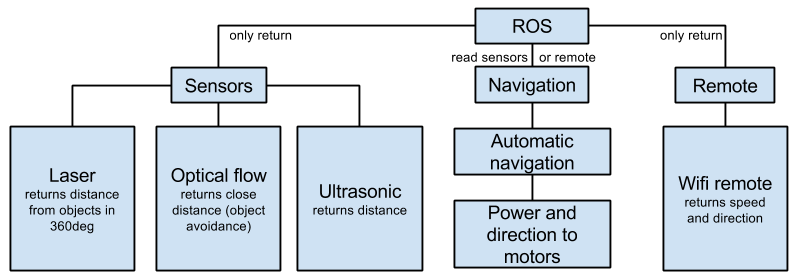 ROS
only return
read sensors or remote
only return
Sensors
Navigation
Remote
Laser
returns distance
from objects in
360deg
Optical flow
returns close
distance (object
avoidance)
Ultrasonic
returns distance
Automatic
navigation
Power and
direction to
motors
Wifi remote
returns speed
and direction